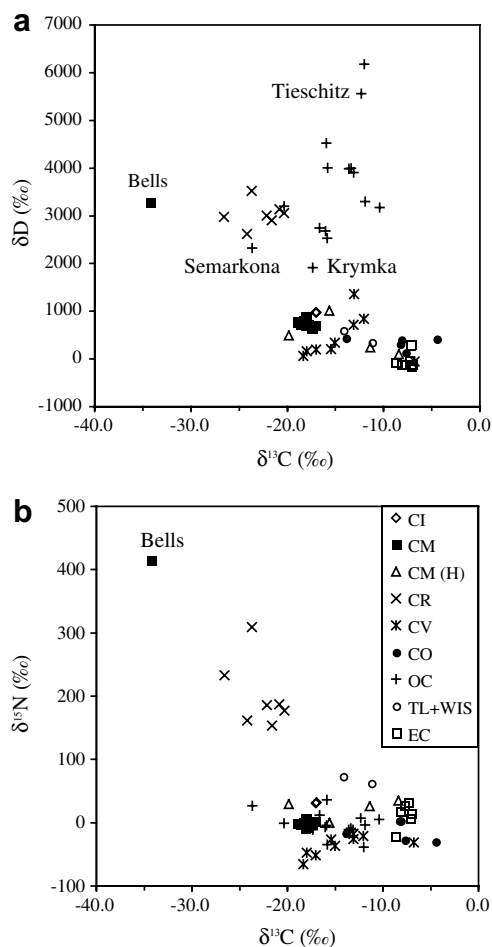 a
7000
6000
5000
4000
3000
2000
1000
0
-1000
δD (‰)
Tieschitz
Bells
Semarkona
Krymka
-40.0 -30.0 -20.0 -10.0 0.0
δ¹³C (‰)
b
500
400
300
200
100
0
-100
δ¹⁵N (‰)
Bells
CI
CM
CM (H)
CR
CV
CO
OC
TL+WIS
EC
-40.0 -30.0 -20.0 -10.0 0.0
δ¹³C (‰)